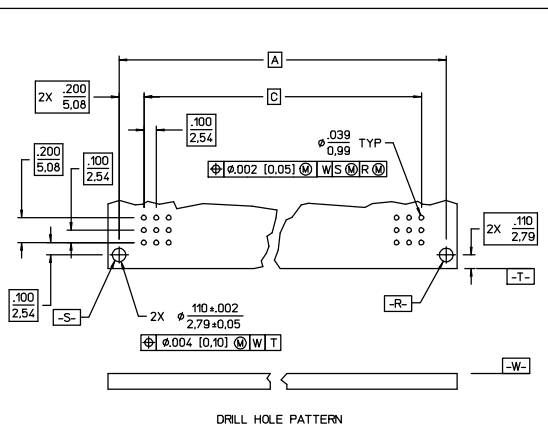 A
2X .200
5,08
C
.100
2,54
ø .039 TYP
0,99
.200
5,08
.100
2,54
⌖ ø.002 [0,05] Ⓜ W S Ⓜ R Ⓜ
2X .110
2,79
-T-
.100
2,54
-S-
2X ø 110±.002
2,79±0,05
-R-
⌖ ø.004 [0,10] Ⓜ W T
-W-
DRILL HOLE PATTERN